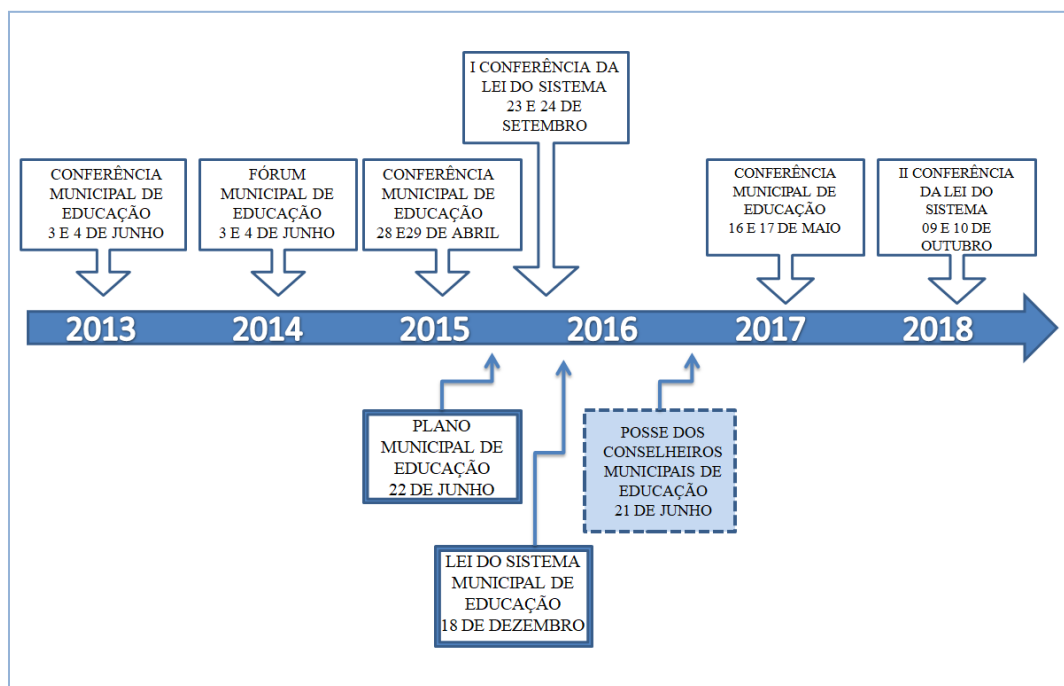 I CONFERÊNCIA DA
LEI DO SISTEMA
23 E 24 DE
SETEMBRO
CONFERÊNCIA
MUNICIPAL DE
EDUCAÇÃO
3 E 4 DE JUNHO
FÓRUM
MUNICIPAL DE
EDUCAÇÃO
3 E 4 DE JUNHO
CONFERÊNCIA
MUNICIPAL DE
EDUCAÇÃO
28 E29 DE ABRIL
CONFERÊNCIA
MUNICIPAL DE
EDUCAÇÃO
16 E 17 DE MAIO
II CONFERÊNCIA
DA LEI DO
SISTEMA
09 E 10 DE
OUTUBRO
2013 2014 2015 2016 2017 2018
PLANO
MUNICIPAL DE
EDUCAÇÃO
22 DE JUNHO
POSSE DOS
CONSELHEIROS
MUNICIPAIS DE
EDUCAÇÃO
21 DE JUNHO
LEI DO SISTEMA
MUNICIPAL DE
EDUCAÇÃO
18 DE DEZEMBRO